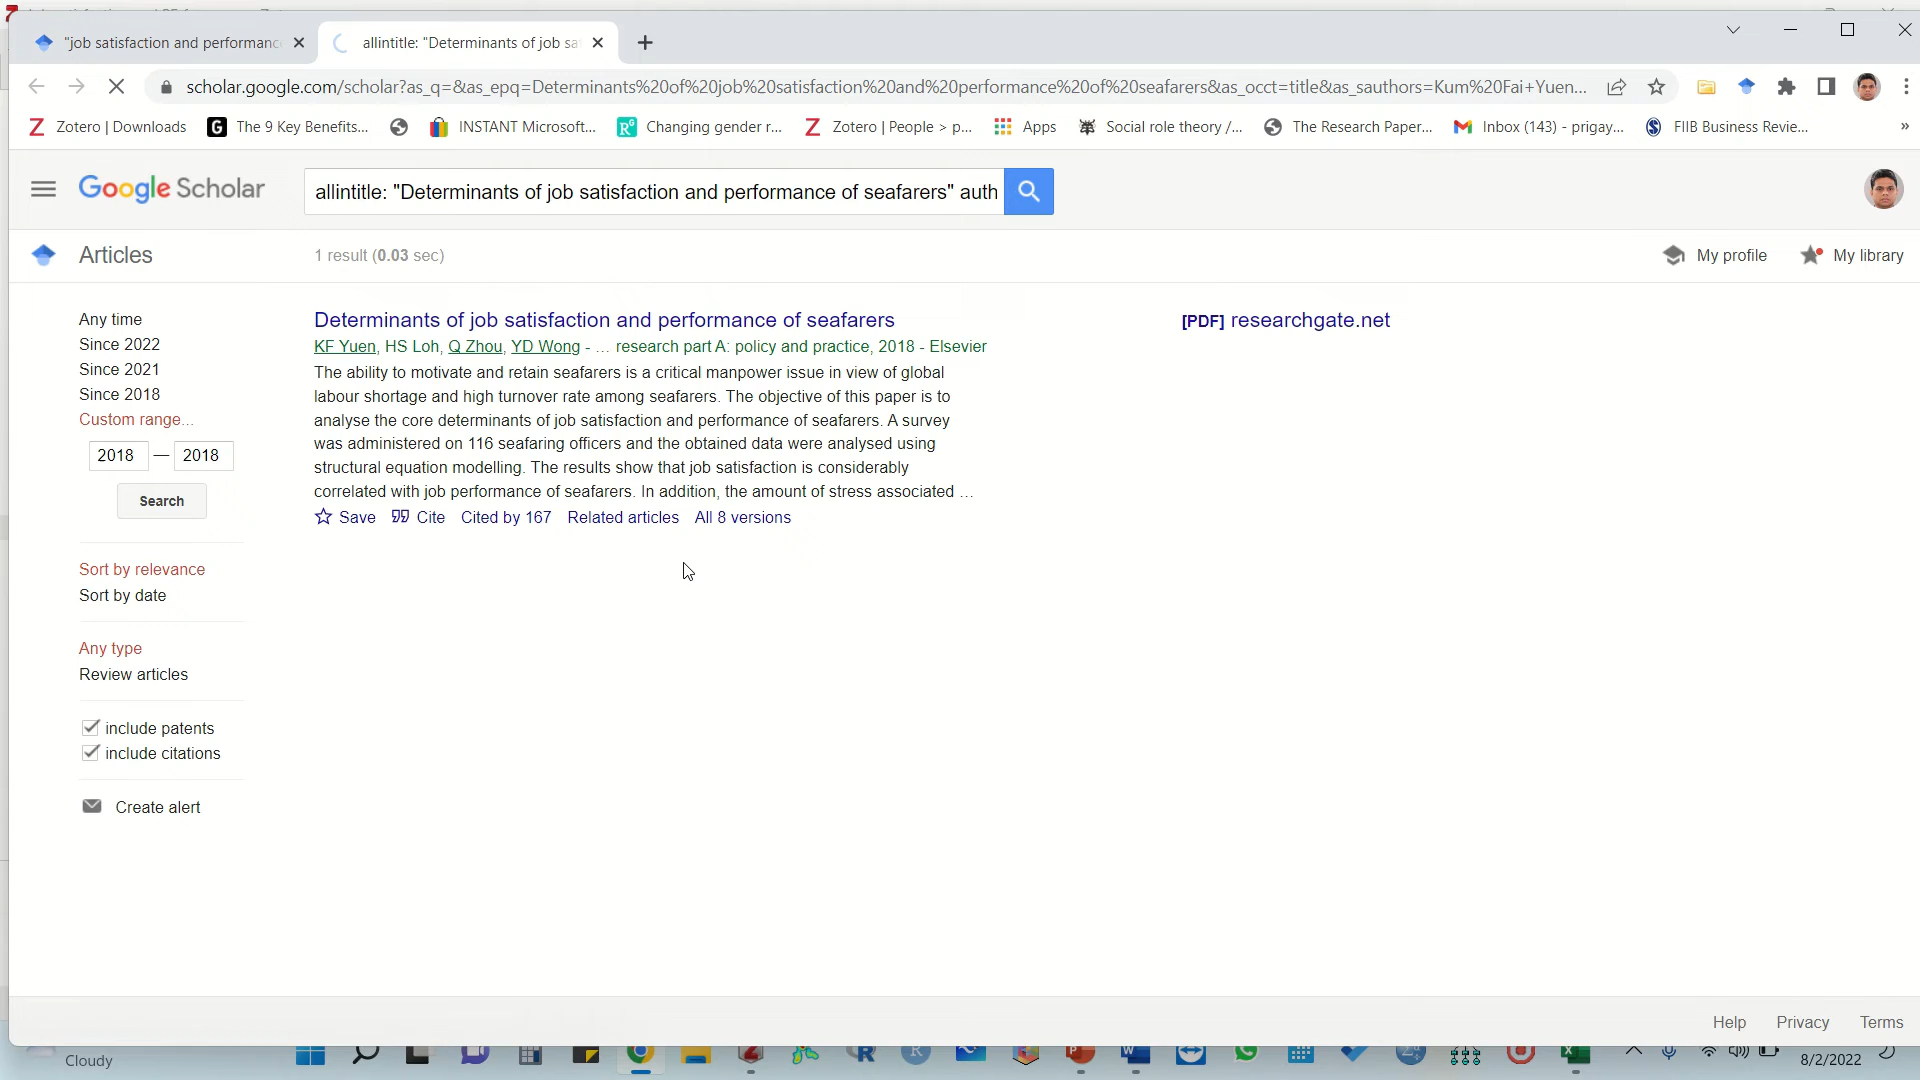 "job satisfaction and performanc
allintitle: "Determinants of job sa
scholar.google.com/scholar?as_q=&as_epq=Determinants%20of%20job%20satisfaction%20and%20performance%20of%20seafarers&as_occt=title&as_sauthors=Kum%20Fai+Yuen...
Zotero | Downloads
The 9 Key Benefits...
INSTANT Microsoft...
Changing gender r...
Zotero | People > p...
Apps
Social role theory /...
The Research Paper...
Inbox (143) - prigay...
FIIB Business Revie...
»
Google Scholar
allintitle: "Determinants of job satisfaction and performance of seafarers" auth
Articles
1 result (0.03 sec)
My profile
My library
Any time
Since 2022
Since 2021
Since 2018
Custom range...
2018 — 2018
Search
Sort by relevance
Sort by date
Any type
Review articles
include patents
include citations
Create alert
Determinants of job satisfaction and performance of seafarers
KF Yuen, HS Loh, Q Zhou, YD Wong - … research part A: policy and practice, 2018 - Elsevier
The ability to motivate and retain seafarers is a critical manpower issue in view of global
labour shortage and high turnover rate among seafarers. The objective of this paper is to
analyse the core determinants of job satisfaction and performance of seafarers. A survey
was administered on 116 seafaring officers and the obtained data were analysed using
structural equation modelling. The results show that job satisfaction is considerably
correlated with job performance of seafarers. In addition, the amount of stress associated …
Save Cite Cited by 167 Related articles All 8 versions
[PDF] researchgate.net
Help Privacy Terms
Cloudy
8/2/2022